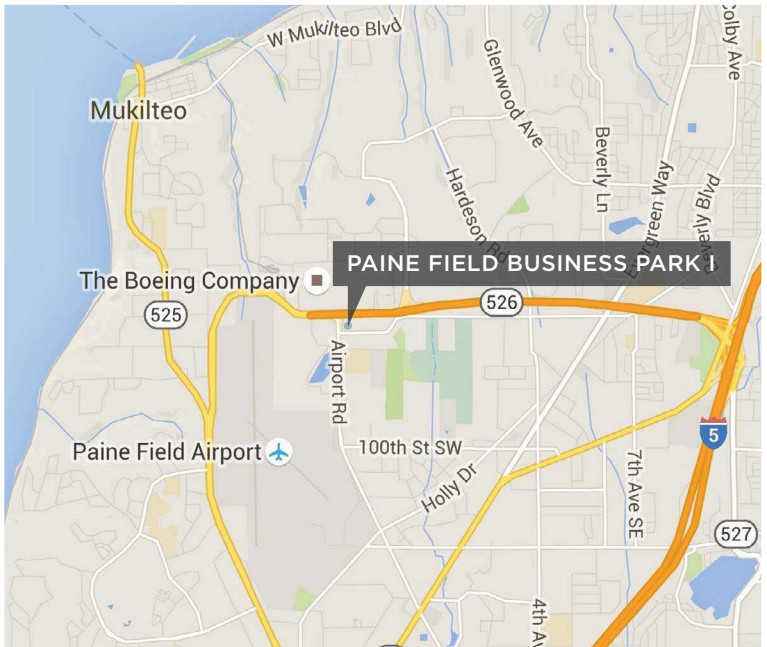 W Mukilteo Blvd
Colby Ave
Mukilteo
Glenwood Ave
Beverly Ln
Hardeson Rd
Evergreen Way
Beverly Blvd
PAINE FIELD BUSINESS PARK
The Boeing Company
526
525
Airport Rd
Paine Field Airport
100th St SW
5
Holly Dr
7th Ave SE
527
4th Av